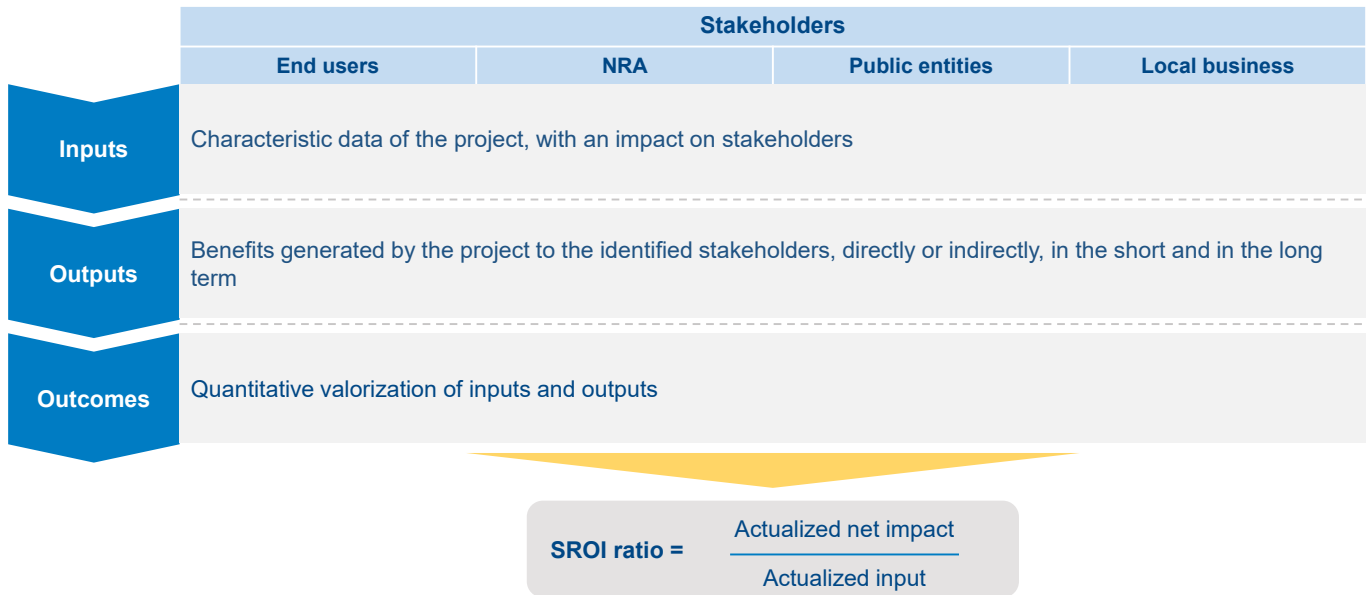 Stakeholders
End users
NRA
Public entities
Local business
Inputs
Characteristic data of the project, with an impact on stakeholders
Outputs
Benefits generated by the project to the identified stakeholders, directly or indirectly, in the short and in the long
term
Outcomes
Quantitative valorization of inputs and outputs
SROI ratio =
Actualized net impact
Actualized input